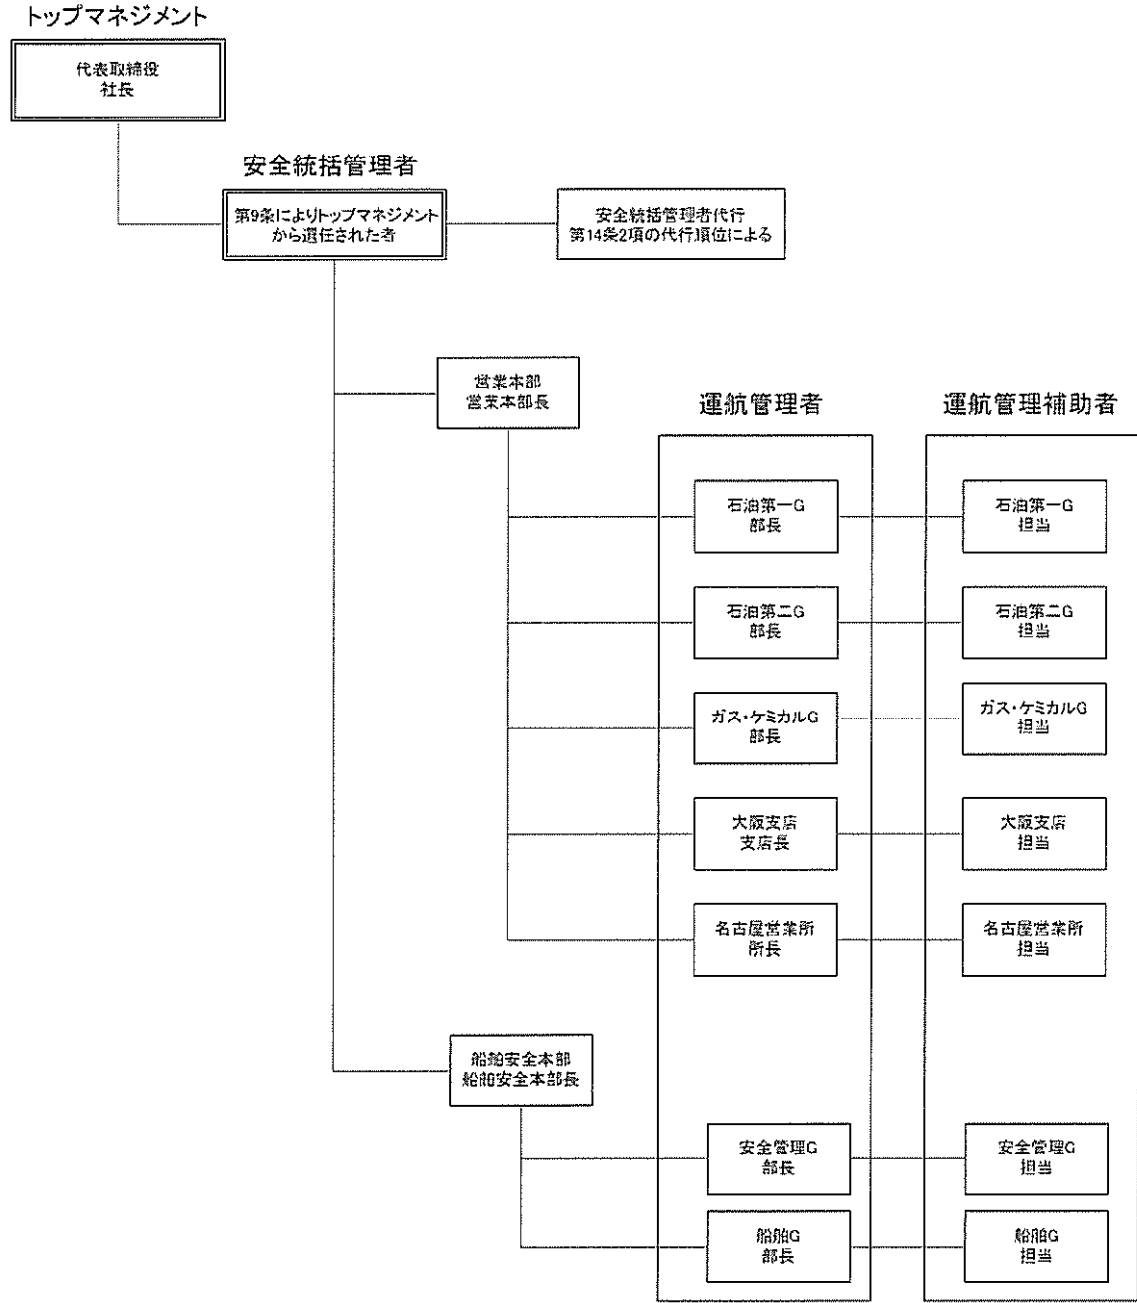 トップマネジメント
代表取締役
社長
安全統括管理者
第9条によりトップマネジメント
から選任された者
安全統括管理者代行
第14条2項の代行順位による
営業本部
営業本部長
運航管理者
運航管理補助者
石油第一G
部長
石油第一G
担当
石油第二G
部長
石油第二G
担当
ガス・ケミカルG
部長
ガス・ケミカルG
担当
大阪支店
支店長
大阪支店
担当
名古屋営業所
所長
名古屋営業所
担当
船舶安全本部
船舶安全本部長
安全管理G
部長
安全管理G
担当
船舶G
部長
船舶G
担当